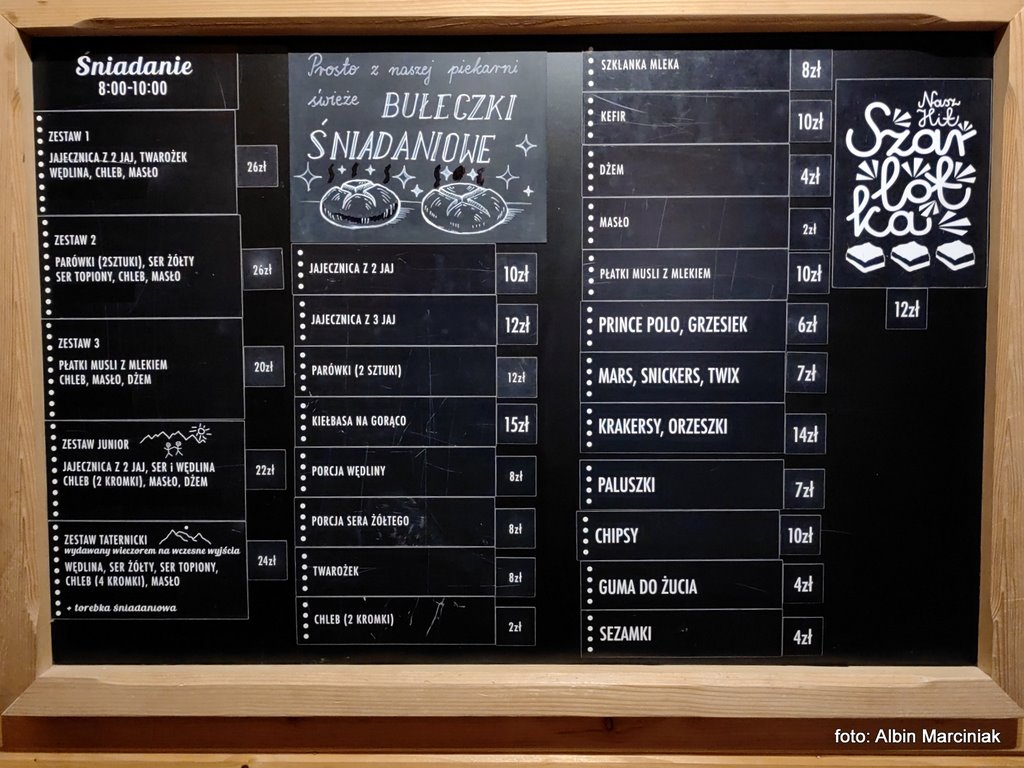 Śniadanie
8:00-10:00
ZESTAW 1
JAJECZNICA Z 2 JAJ, TWAROŻEK
WĘDLINA, CHLEB, MASŁO
26zł
ZESTAW 2
PARÓWKI (2SZTUKI), SER ŻÓŁTY
SER TOPIONY, CHLEB, MASŁO
26zł
ZESTAW 3
PŁATKI MUSLI Z MLEKIEM
CHLEB, MASŁO, DŻEM
20zł
ZESTAW JUNIOR
JAJECZNICA Z 2 JAJ, SER i WĘDLINA
CHLEB (2 KROMKI), MASŁO, DŻEM
22zł
ZESTAW TATERNICKI
wydawany wieczorem na wczesne wyjścia
WĘDLINA, SER ŻÓŁTY, SER TOPIONY,
CHLEB (4 KROMKI), MASŁO
+ torebka śniadaniowa
24zł
Prosto z naszej piekarni
świeże BUŁECZKI
ŚNIADANIOWE
JAJECZNICA Z 2 JAJ 10zł
JAJECZNICA Z 3 JAJ 12zł
PARÓWKI (2 SZTUKI) 12zł
KIEŁBASA NA GORĄCO 15zł
PORCJA WĘDLINY 8zł
PORCJA SERA ŻÓŁTEGO 8zł
TWAROŻEK 8zł
CHLEB (2 KROMKI) 2zł
SZKLANKA MLEKA 8zł
KEFIR 10zł
DŻEM 4zł
MASŁO 2zł
PŁATKI MUSLI Z MLEKIEM 10zł
PRINCE POLO, GRZESIEK 6zł
MARS, SNICKERS, TWIX 7zł
KRAKERSY, ORZESZKI 14zł
PALUSZKI 7zł
CHIPSY 10zł
GUMA DO ŻUCIA 4zł
SEZAMKI 4zł
Nasz
Hit
Szar
lot
ka
12zł
foto: Albin Marciniak